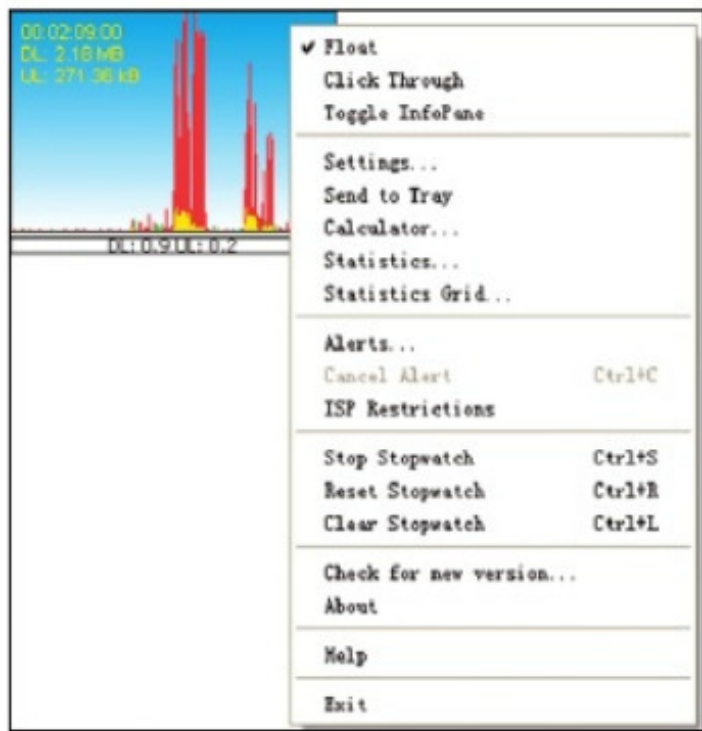 00:02:09:00
DL: 2.18 MB
UL: 271.36 kB
DL: 0.9 UL: 0.2
✔ Float
Click Through
Toggle InfoPane
Settings...
Send to Tray
Calculator...
Statistics...
Statistics Grid...
Alerts...
Cancel Alert Ctrl+C
ISP Restrictions
Stop Stopwatch Ctrl+S
Reset Stopwatch Ctrl+R
Clear Stopwatch Ctrl+L
Check for new version...
About
Help
Exit